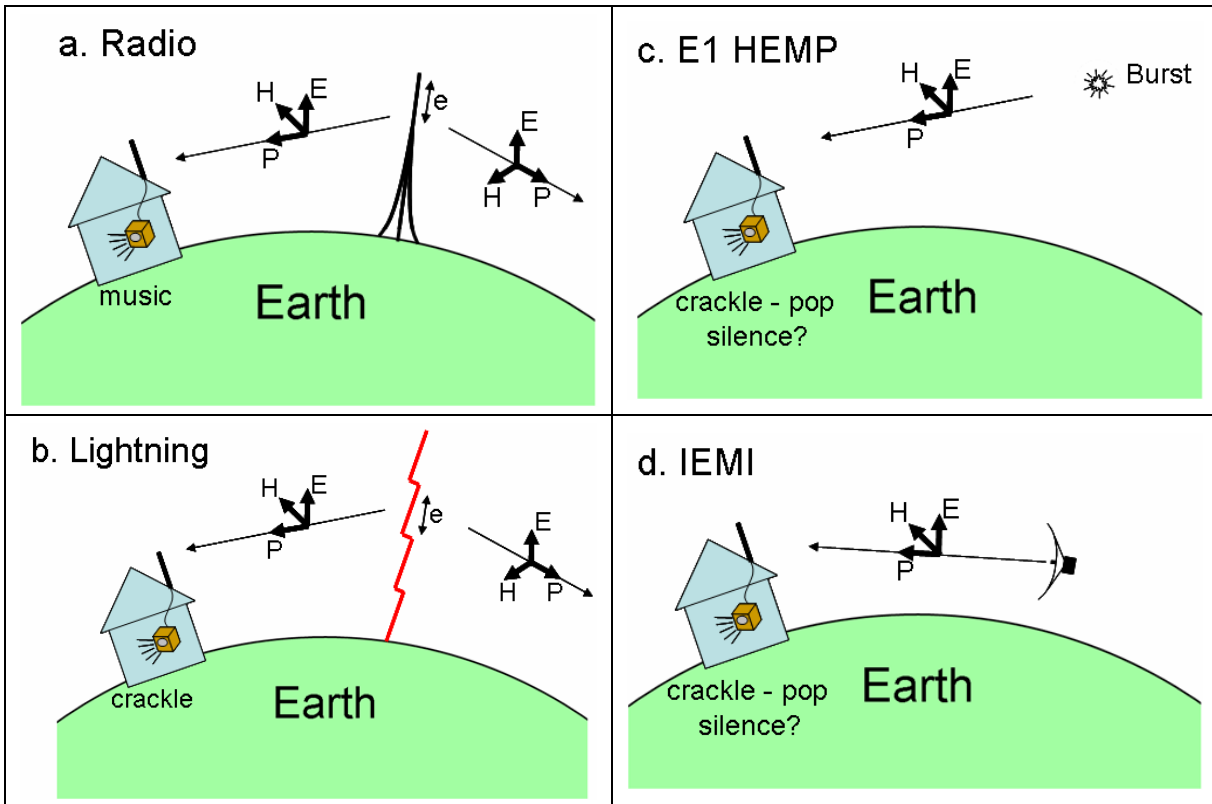 a. Radio
H
E
P
e
E
H
P
music
Earth
c. E1 HEMP
H
E
P
Burst
crackle - pop
silence?
Earth
b. Lightning
H
E
P
e
E
H
P
crackle
Earth
d. IEMI
H
E
P
crackle - pop
silence?
Earth